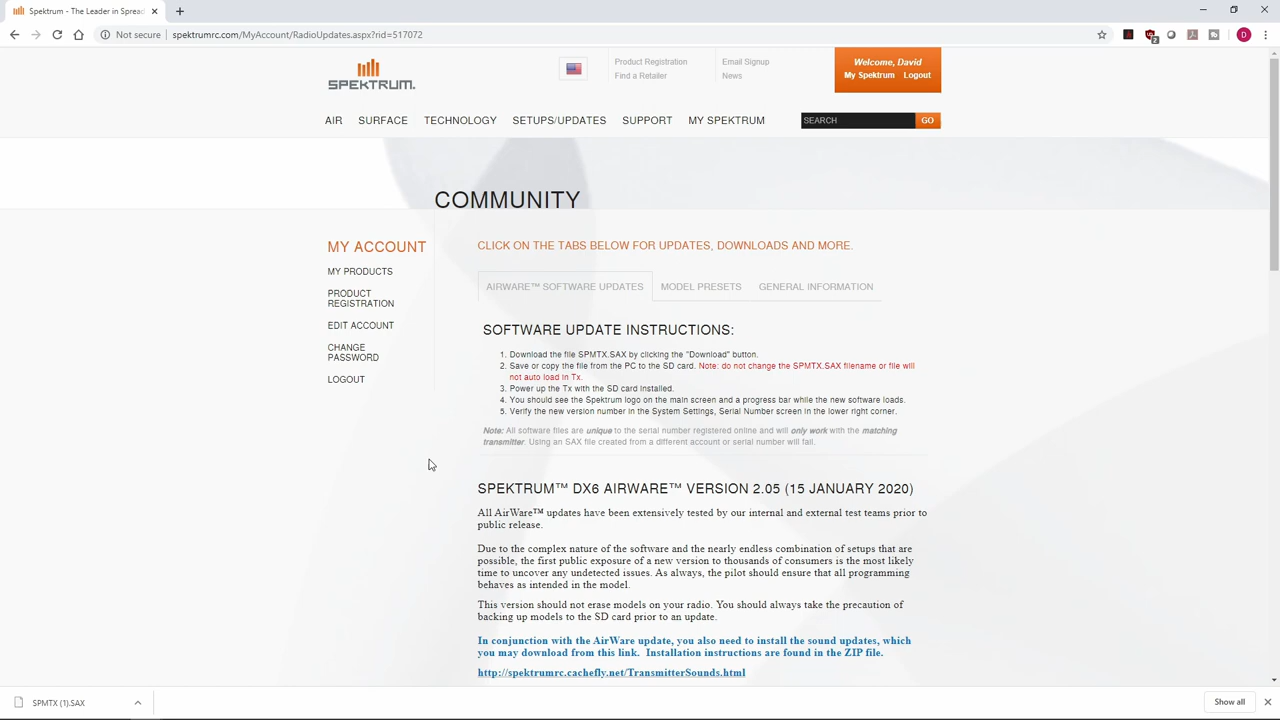 Spektrum - The Leader in Spread
Not secure
spektrumrc.com/MyAccount/RadioUpdates.aspx?rid=517072
2
D
SPEKTRUM.
Product Registration
Find a Retailer
Email Signup
News
Welcome, David
My Spektrum
Logout
AIR
SURFACE
TECHNOLOGY
SETUPS/UPDATES
SUPPORT
MY SPEKTRUM
SEARCH
GO
COMMUNITY
MY ACCOUNT
MY PRODUCTS
PRODUCT
REGISTRATION
EDIT ACCOUNT
CHANGE
PASSWORD
LOGOUT
CLICK ON THE TABS BELOW FOR UPDATES, DOWNLOADS AND MORE.
AIRWARE™ SOFTWARE UPDATES
MODEL PRESETS
GENERAL INFORMATION
SOFTWARE UPDATE INSTRUCTIONS:
1. Download the file SPMTX.SAX by clicking the "Download" button.
2. Save or copy the file from the PC to the SD card. Note: do not change the SPMTX.SAX filename or file will
not auto load in Tx.
3. Power up the Tx with the SD card installed.
4. You should see the Spektrum logo on the main screen and a progress bar while the new software loads.
5. Verify the new version number in the System Settings, Serial Number screen in the lower right corner.
Note: All software files are unique to the serial number registered online and will only work with the matching
transmitter. Using an SAX file created from a different account or serial number will fail.
SPEKTRUM™ DX6 AIRWARE™ VERSION 2.05 (15 JANUARY 2020)
All AirWare™ updates have been extensively tested by our internal and external test teams prior to
public release.
Due to the complex nature of the software and the nearly endless combination of setups that are
possible, the first public exposure of a new version to thousands of consumers is the most likely
time to uncover any undetected issues. As always, the pilot should ensure that all programming
behaves as intended in the model.
This version should not erase models on your radio. You should always take the precaution of
backing up models to the SD card prior to an update.
In conjunction with the AirWare update, you also need to install the sound updates, which
you may download from this link.  Installation instructions are found in the ZIP file.
http://spektrumrc.cachefly.net/TransmitterSounds.html
SPMTX (1).SAX
Show all